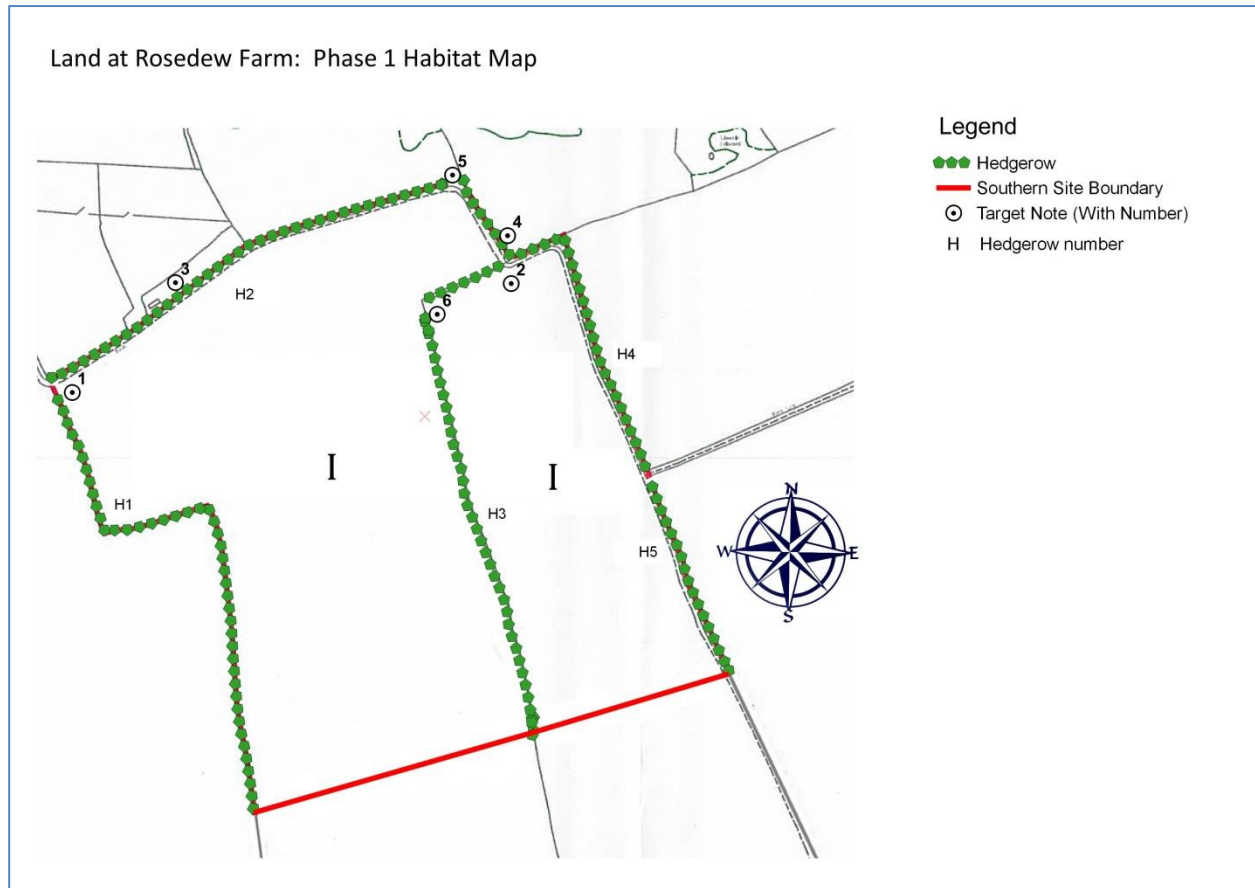 Land at Rosedew Farm: Phase 1 Habitat Map
Legend
Hedgerow
Southern Site Boundary
Target Note (With Number)
H Hedgerow number
5
4
3
2
H2
6
1
H4
I
I
H1
H3
H5
N
W
E
S